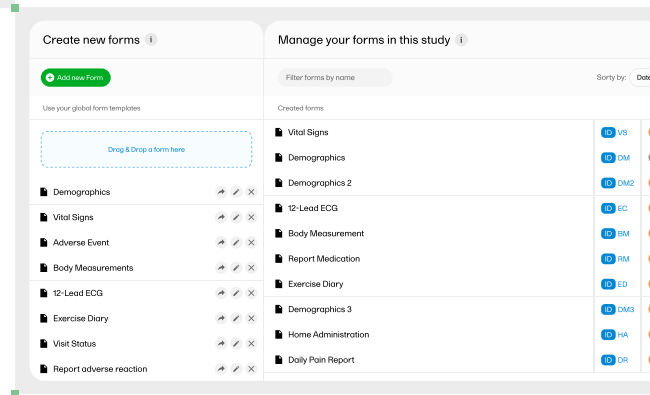 Create new forms i
Add new Form
Use your global form templates
Drag & Drop a form here
Demographics
Vital Signs
Adverse Event
Body Measurements
12-Lead ECG
Exercise Diary
Visit Status
Report adverse reaction
Manage your forms in this study i
Filter forms by name
Sorty by: Date
Created forms
Vital Signs ID VS
Demographics ID DM
Demographics 2 ID DM2
12-Lead ECG ID EC
Body Measurement ID BM
Report Medication ID RM
Exercise Diary ID ED
Demographics 3 ID DM3
Home Administration ID HA
Daily Pain Report ID DR